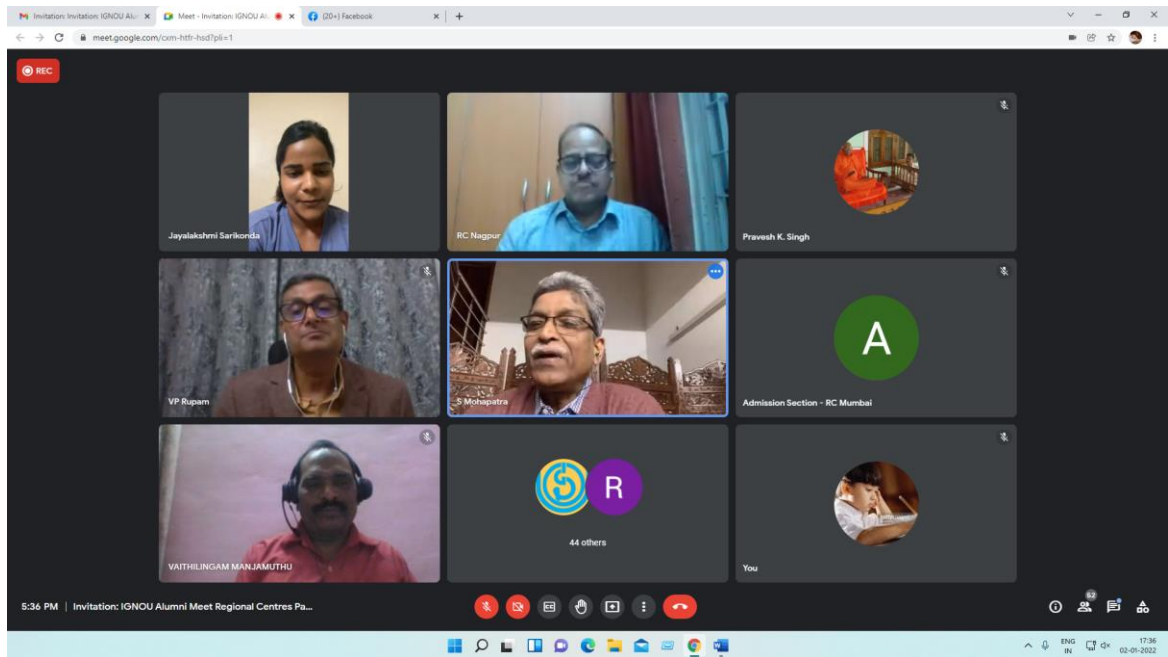 Invitation: Invitation: IGNOU Alu
Meet - Invitation: IGNOU Al
(20+) Facebook
meet.google.com/cxm-htfr-hsd?pli=1
REC
Jayalakshmi Sarikonda
RC Nagpur
Pravesh K. Singh
VP Rupam
S Mohapatra
A
Admission Section - RC Mumbai
VAITHILINGAM MANJAMUTHU
R
44 others
You
5:36 PM | Invitation: IGNOU Alumni Meet Regional Centres Pa...
CC
62
ENG
IN
17:36
02-01-2022